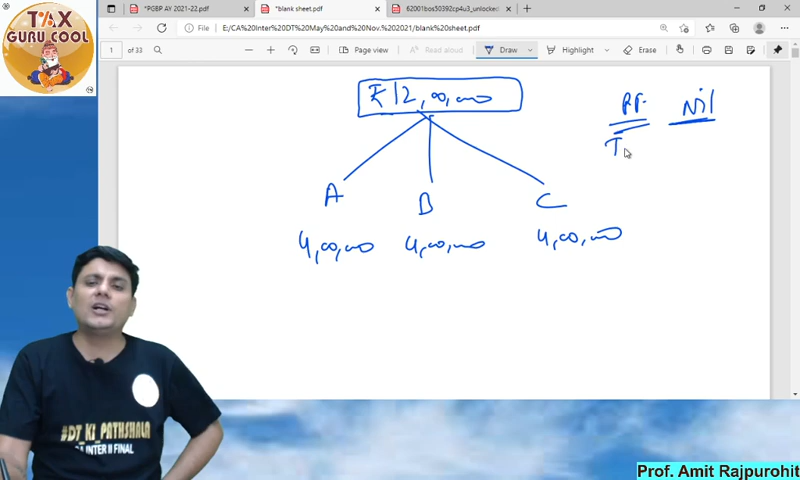 TAX
GURU COOL
*PGBP AY 2021-22.pdf
*blank sheet.pdf
62001bos50392cp4u3_unlocked
E:/CA%20Inter%20DT%20May%20and%20Nov.%202021/blank%20sheet.pdf
1 of 33
Page view
Read aloud
Draw
Highlight
Erase
₹ 12,00,000
P.F. Nil
T
A B C
4,00,000 4,00,000 4,00,000
#DT_KI_PATHSHALA
CA INTER II FINAL
Prof. Amit Rajpurohit